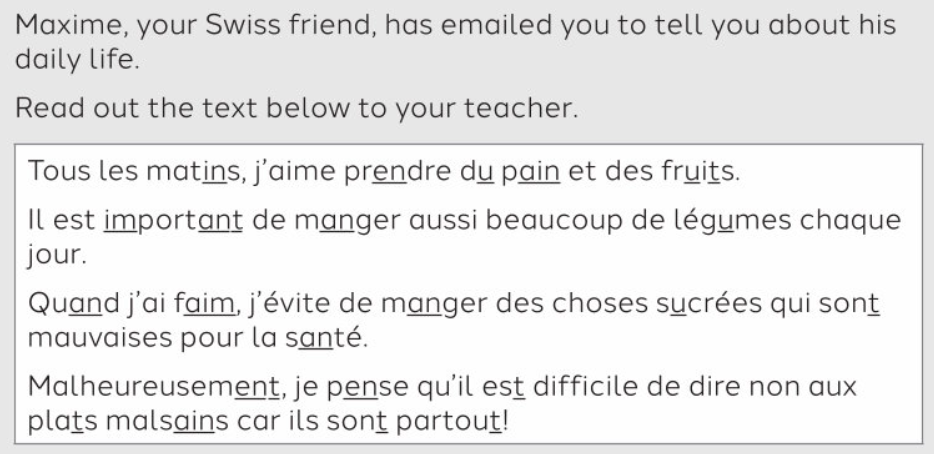 Maxime, your Swiss friend, has emailed you to tell you about his
daily life.
Read out the text below to your teacher.
Tous les matins, j'aime prendre du pain et des fruits.
Il est important de manger aussi beaucoup de légumes chaque
jour.
Quand j'ai faim, j'évite de manger des choses sucrées qui sont
mauvaises pour la santé.
Malheureusement, je pense qu'il est difficile de dire non aux
plats malsains car ils sont partout!